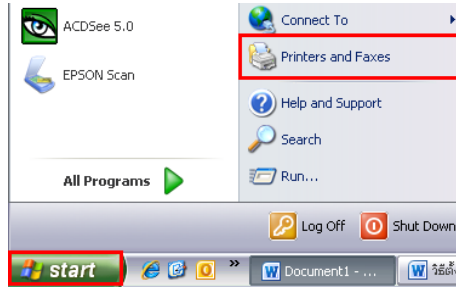 ACDSee 5.0
EPSON Scan
All Programs
Connect To
Printers and Faxes
Help and Support
Search
Run...
Log Off
Shut Down
start
»
Document1 - ...